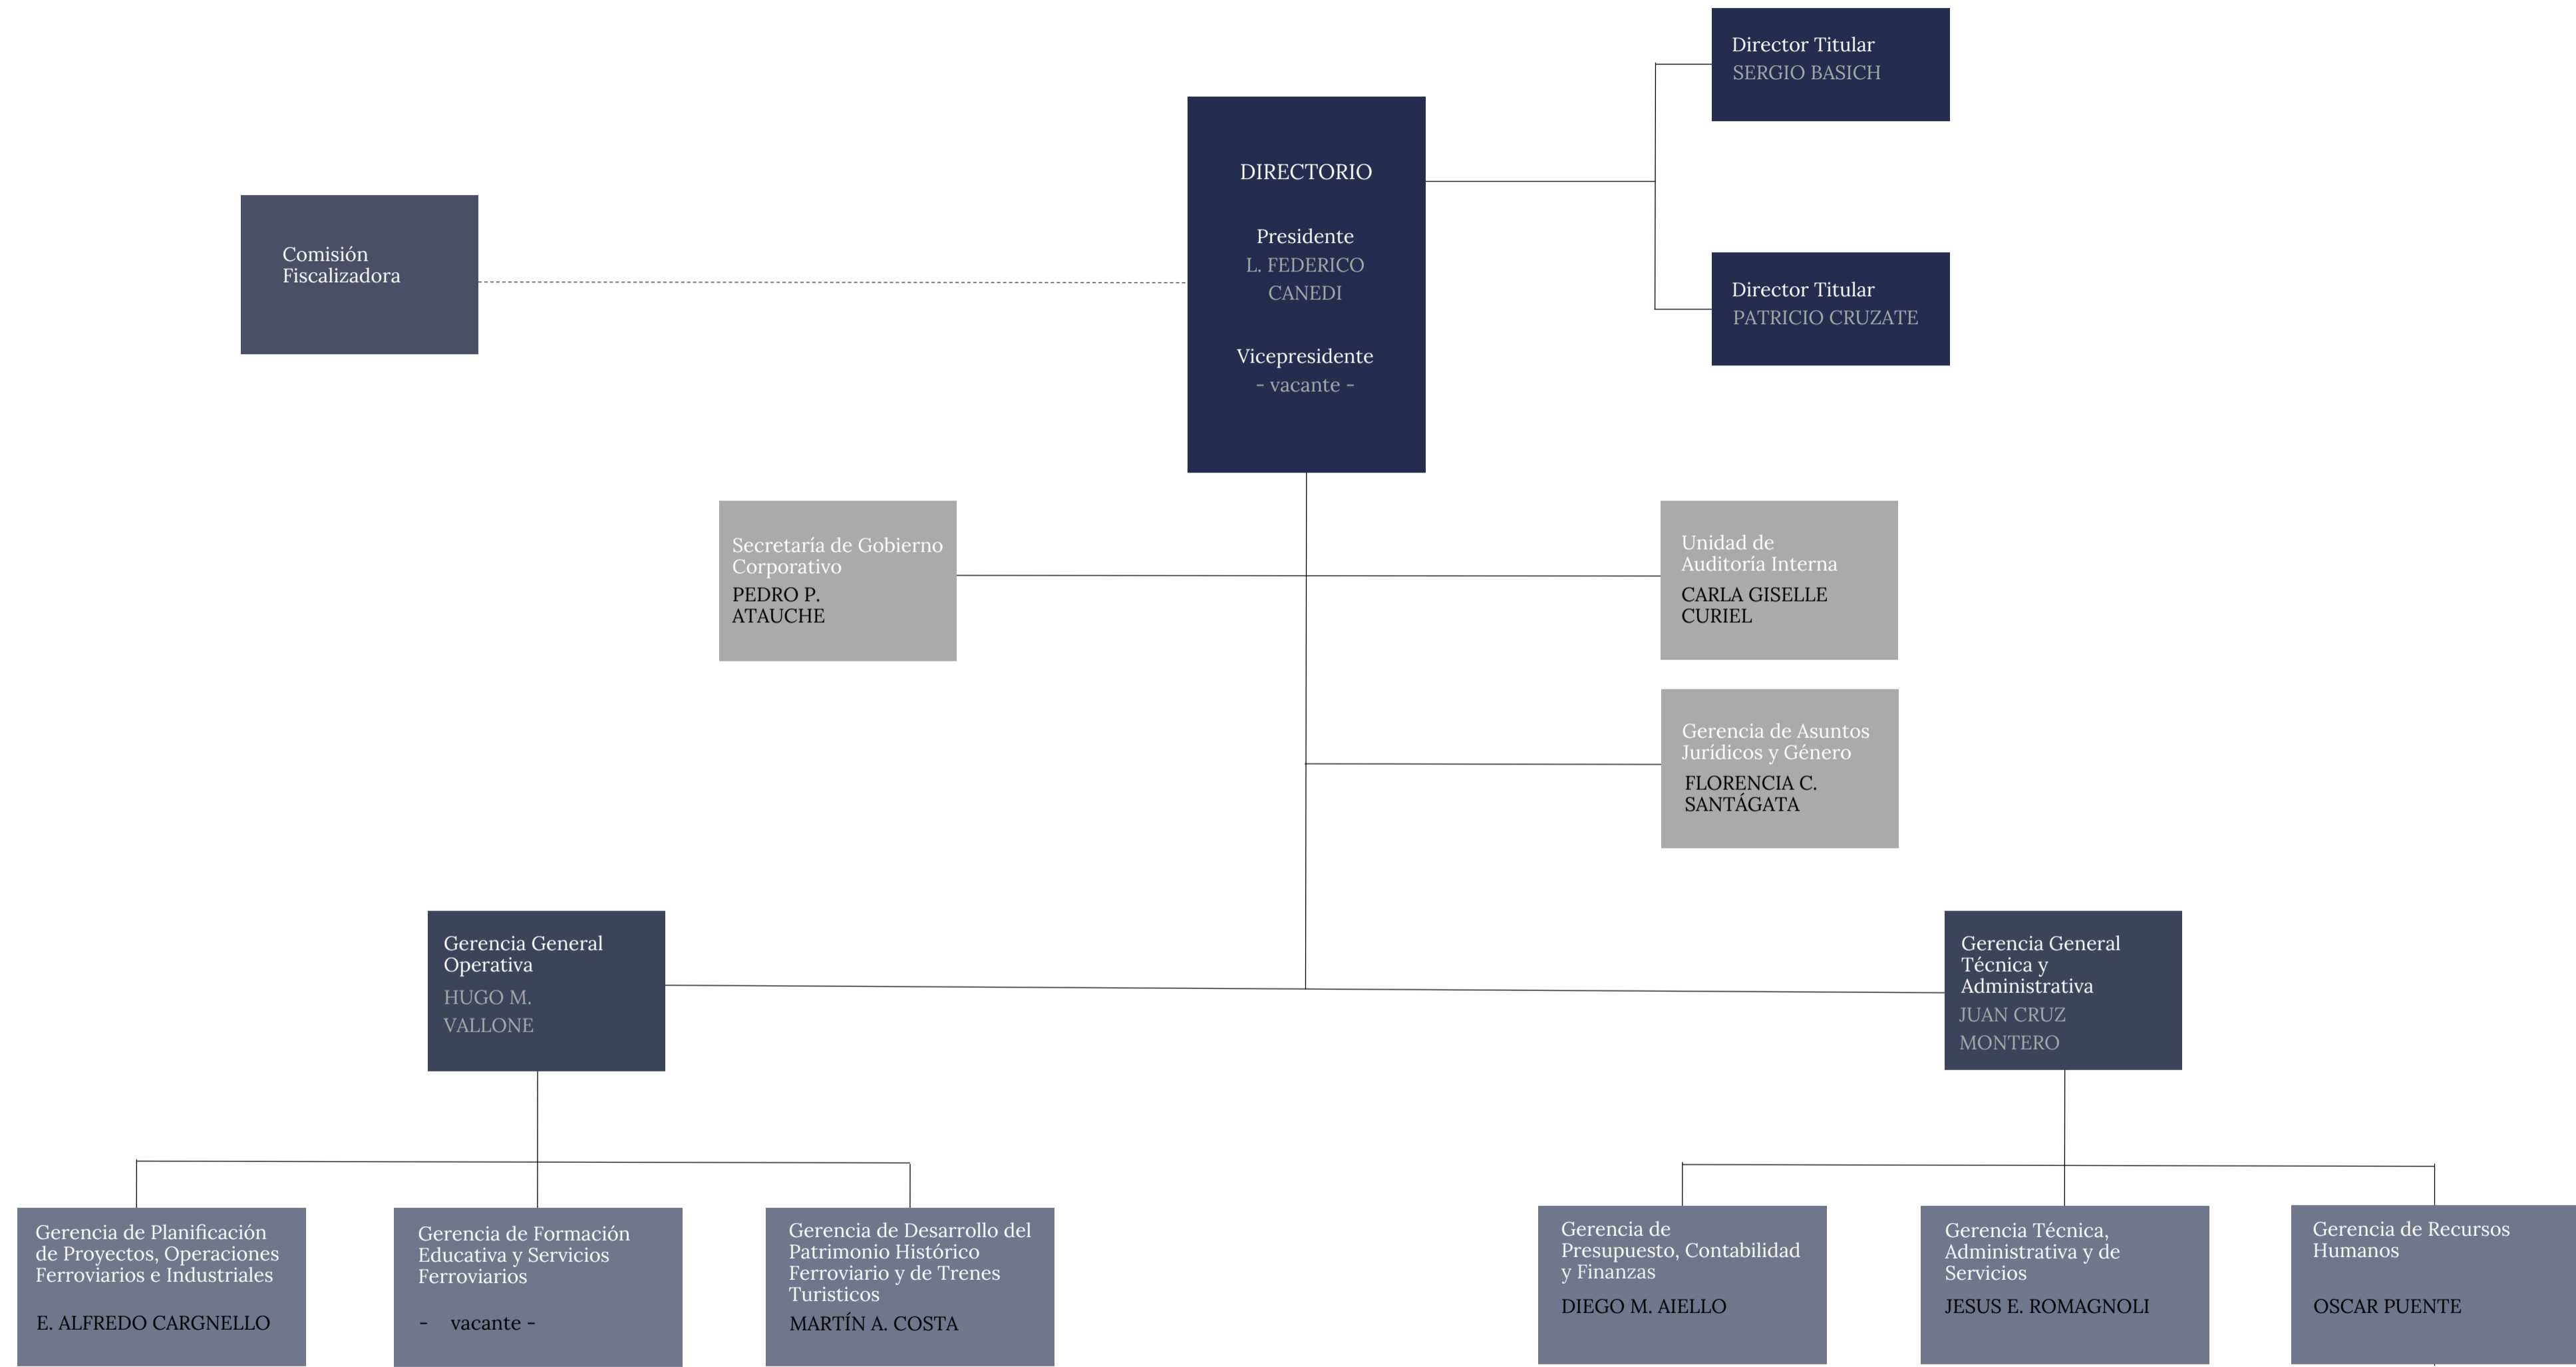 Director Titular
SERGIO BASICH
DIRECTORIO
Presidente
L. FEDERICO
CANEDI
Vicepresidente
- vacante -
Comisión
Fiscalizadora
Director Titular
PATRICIO CRUZATE
Secretaría de Gobierno
Corporativo
PEDRO P.
ATAUCHE
Unidad de
Auditoría Interna
CARLA GISELLE
CURIEL
Gerencia de Asuntos
Jurídicos y Género
FLORENCIA C.
SANTÁGATA
Gerencia General
Operativa
HUGO M.
VALLONE
Gerencia General
Técnica y
Administrativa
JUAN CRUZ
MONTERO
Gerencia de Planificación
de Proyectos, Operaciones
Ferroviarios e Industriales
E. ALFREDO CARGNELLO
Gerencia de Formación
Educativa y Servicios
Ferroviarios
- vacante -
Gerencia de Desarrollo del
Patrimonio Histórico
Ferroviario y de Trenes
Turisticos
MARTÍN A. COSTA
Gerencia de
Presupuesto, Contabilidad
y Finanzas
DIEGO M. AIELLO
Gerencia Técnica,
Administrativa y de
Servicios
JESUS E. ROMAGNOLI
Gerencia de Recursos
Humanos
OSCAR PUENTE